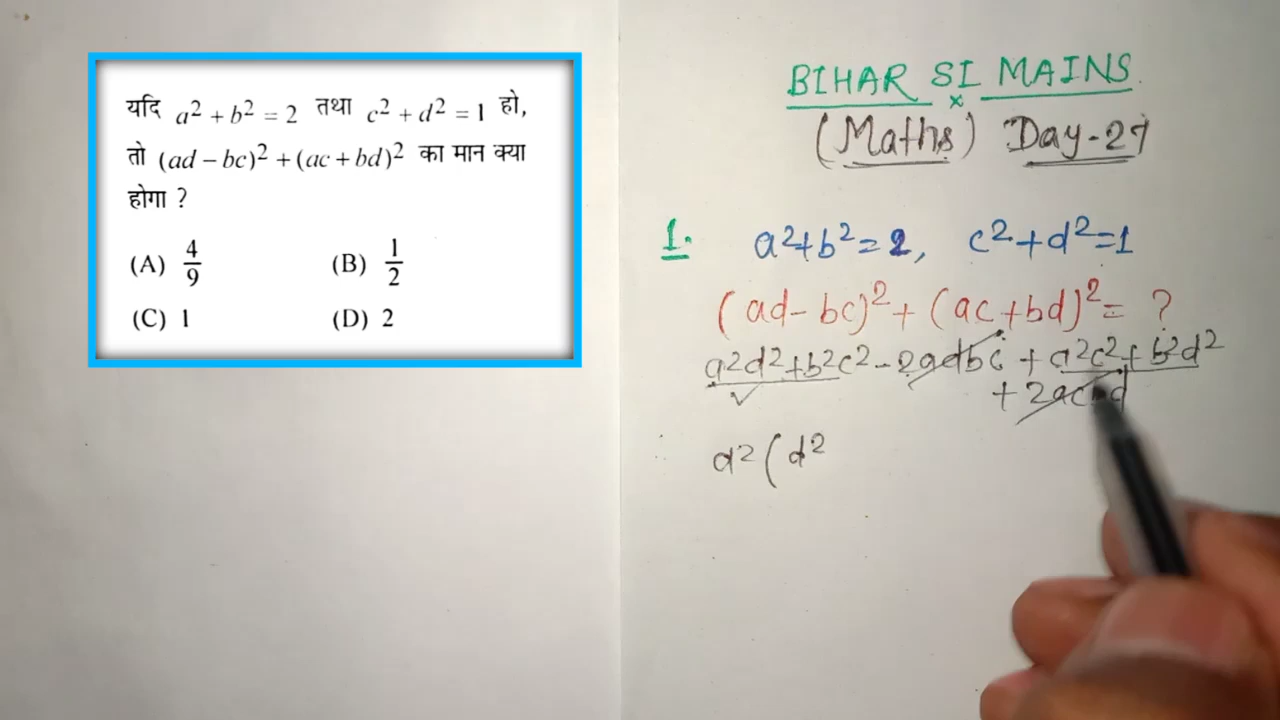 यदि a² + b² = 2 तथा c² + d² = 1 हो,
तो (ad − bc)² + (ac + bd)² का मान क्या
होगा ?
(A) 4/9 (B) 1/2
(C) 1 (D) 2
BIHAR SI MAINS
(Maths) Day-27
1. a²+b²=2, c²+d²=1
(ad-bc)²+(ac+bd)²= ?
a²d²+b²c²-2adbc+a²c²+b²d²
a²(d²